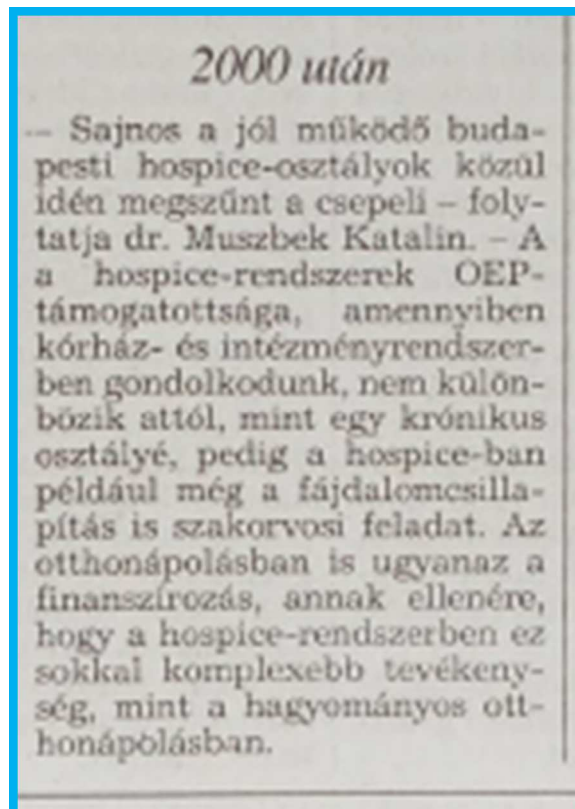 2000 után
– Sajnos a jól működő buda-
pesti hospice-osztályok közül
idén megszűnt a csepeli – foly-
tatja dr. Muszbek Katalin. – A
a hospice-rendszerek OEP-
támogatottsága, amennyiben
kórház- és intézményrendszer-
ben gondolkodunk, nem külön-
bözik attól, mint egy krónikus
osztályé, pedig a hospice-ban
például még a fájdalomcsilla-
pítás is szakorvosi feladat. Az
otthonápolásban is ugyanaz a
finanszírozás, annak ellenére,
hogy a hospice-rendszerben ez
sokkal komplexebb tevékeny-
ség, mint a hagyományos ott-
honápolásban.